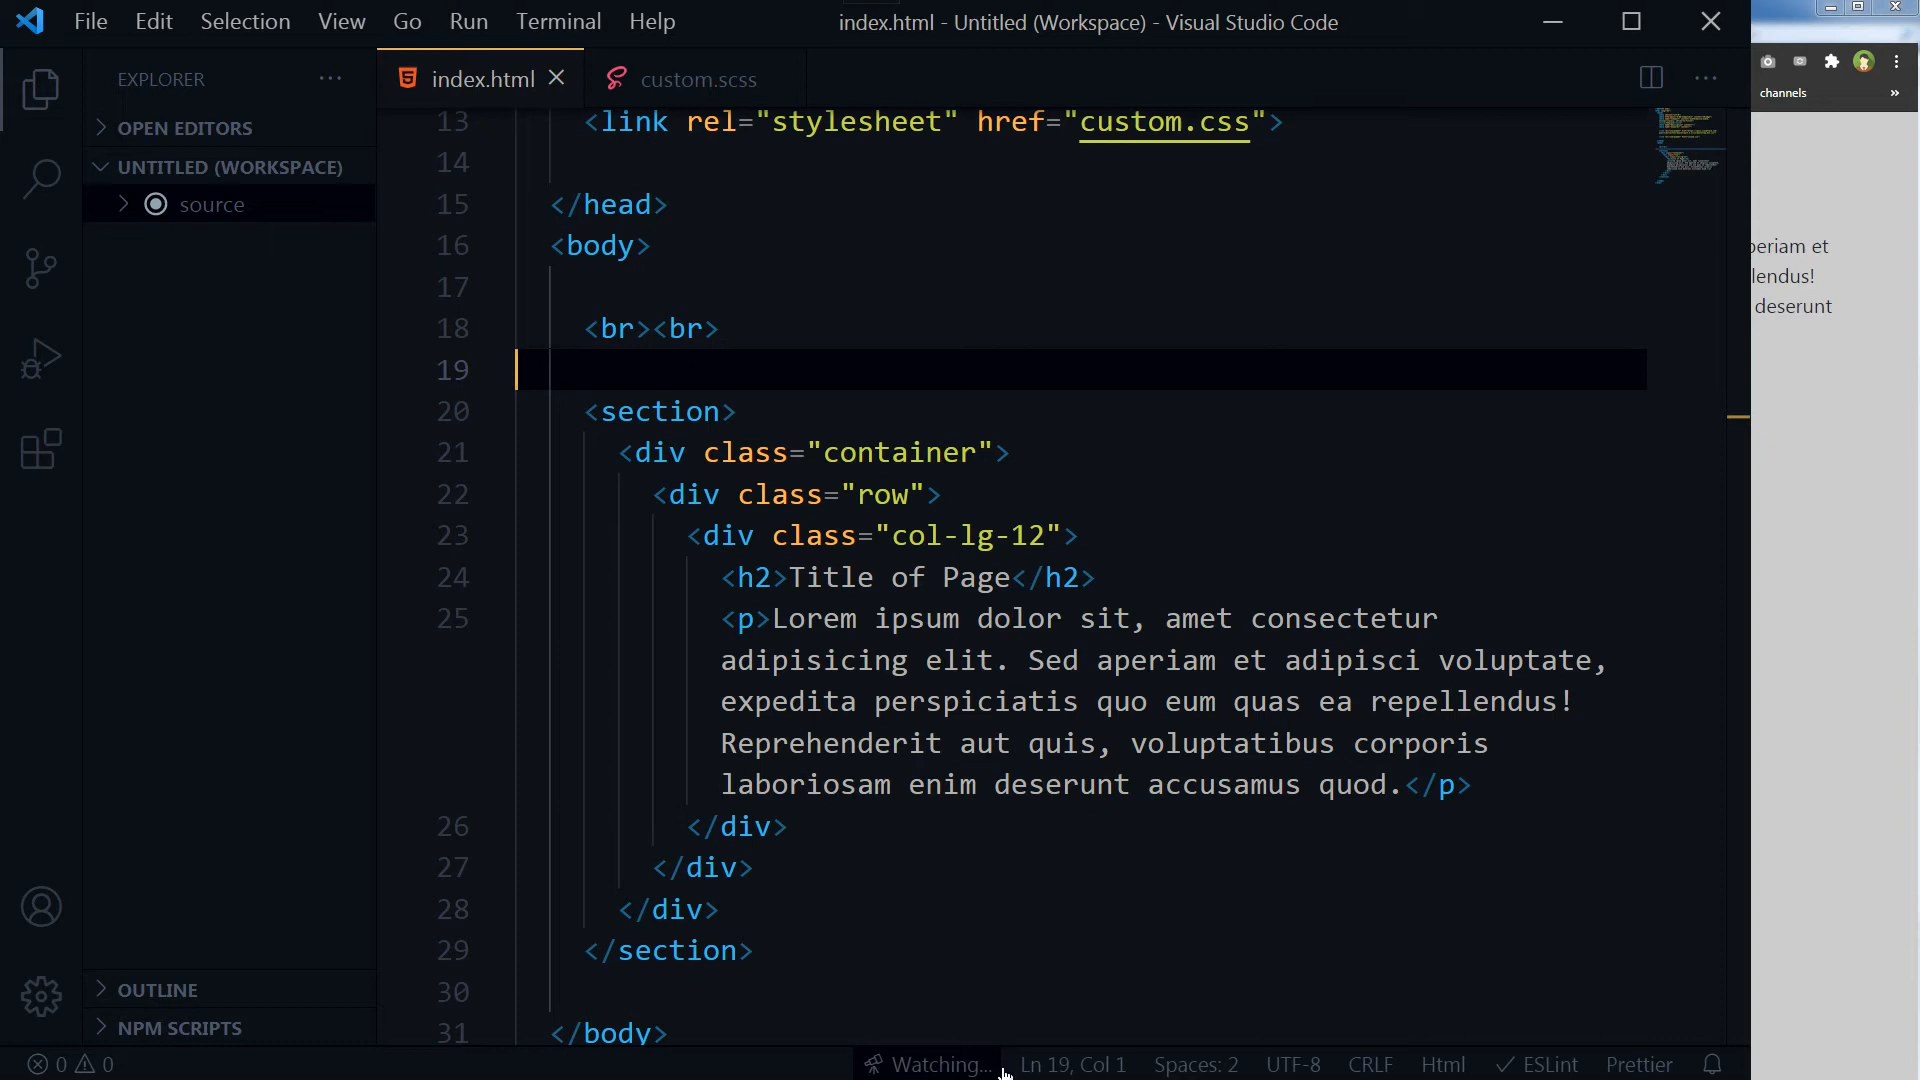 File Edit Selection View Go Run Terminal Help
index.html - Untitled (Workspace) - Visual Studio Code
EXPLORER
index.html
custom.scss
OPEN EDITORS
UNTITLED (WORKSPACE)
source
OUTLINE
NPM SCRIPTS
13 <link rel="stylesheet" href="custom.css">
14
15 </head>
16 <body>
17
18 <br><br>
19
20 <section>
21 <div class="container">
22 <div class="row">
23 <div class="col-lg-12">
24 <h2>Title of Page</h2>
25 <p>Lorem ipsum dolor sit, amet consectetur
adipisicing elit. Sed aperiam et adipisci voluptate,
expedita perspiciatis quo eum quas ea repellendus!
Reprehenderit aut quis, voluptatibus corporis
laboriosam enim deserunt accusamus quod.</p>
26 </div>
27 </div>
28 </div>
29 </section>
30
31 </body>
channels
periam et
lendus!
deserunt
0 0 Watching... Ln 19, Col 1 Spaces: 2 UTF-8 CRLF Html ESLint Prettier